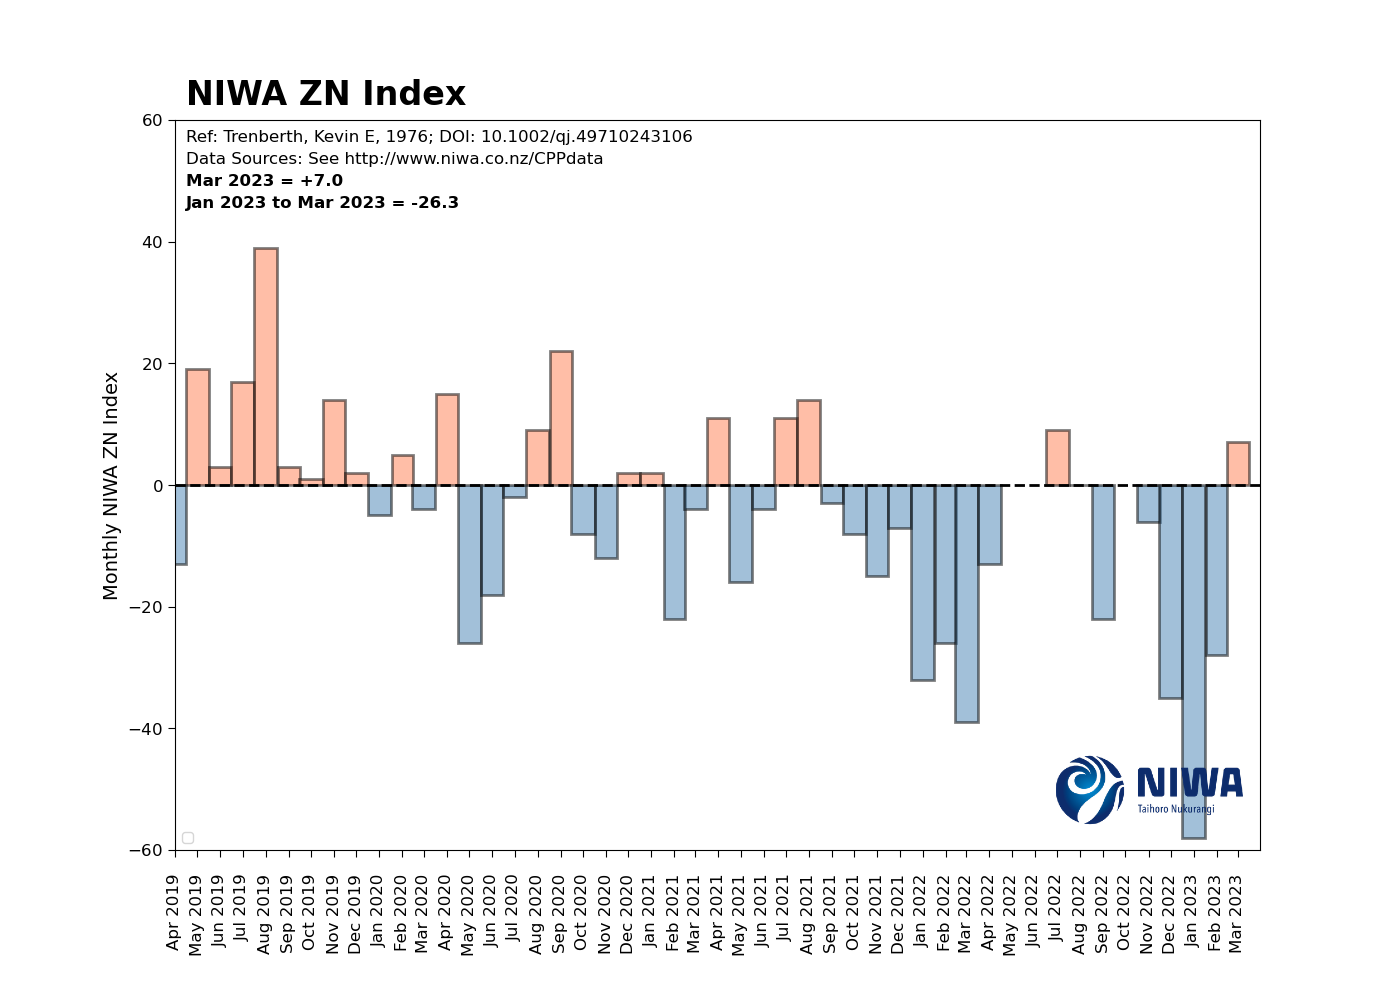 NIWA ZN Index
Ref: Trenberth, Kevin E, 1976; DOI: 10.1002/qj.49710243106
Data Sources: See http://www.niwa.co.nz/CPPdata
Mar 2023 = +7.0
Jan 2023 to Mar 2023 = -26.3
Monthly NIWA ZN Index
60
40
20
0
−20
−40
−60
NIWA
Taihoro Nukurangi
Apr 2019
May 2019
Jun 2019
Jul 2019
Aug 2019
Sep 2019
Oct 2019
Nov 2019
Dec 2019
Jan 2020
Feb 2020
Mar 2020
Apr 2020
May 2020
Jun 2020
Jul 2020
Aug 2020
Sep 2020
Oct 2020
Nov 2020
Dec 2020
Jan 2021
Feb 2021
Mar 2021
Apr 2021
May 2021
Jun 2021
Jul 2021
Aug 2021
Sep 2021
Oct 2021
Nov 2021
Dec 2021
Jan 2022
Feb 2022
Mar 2022
Apr 2022
May 2022
Jun 2022
Jul 2022
Aug 2022
Sep 2022
Oct 2022
Nov 2022
Dec 2022
Jan 2023
Feb 2023
Mar 2023